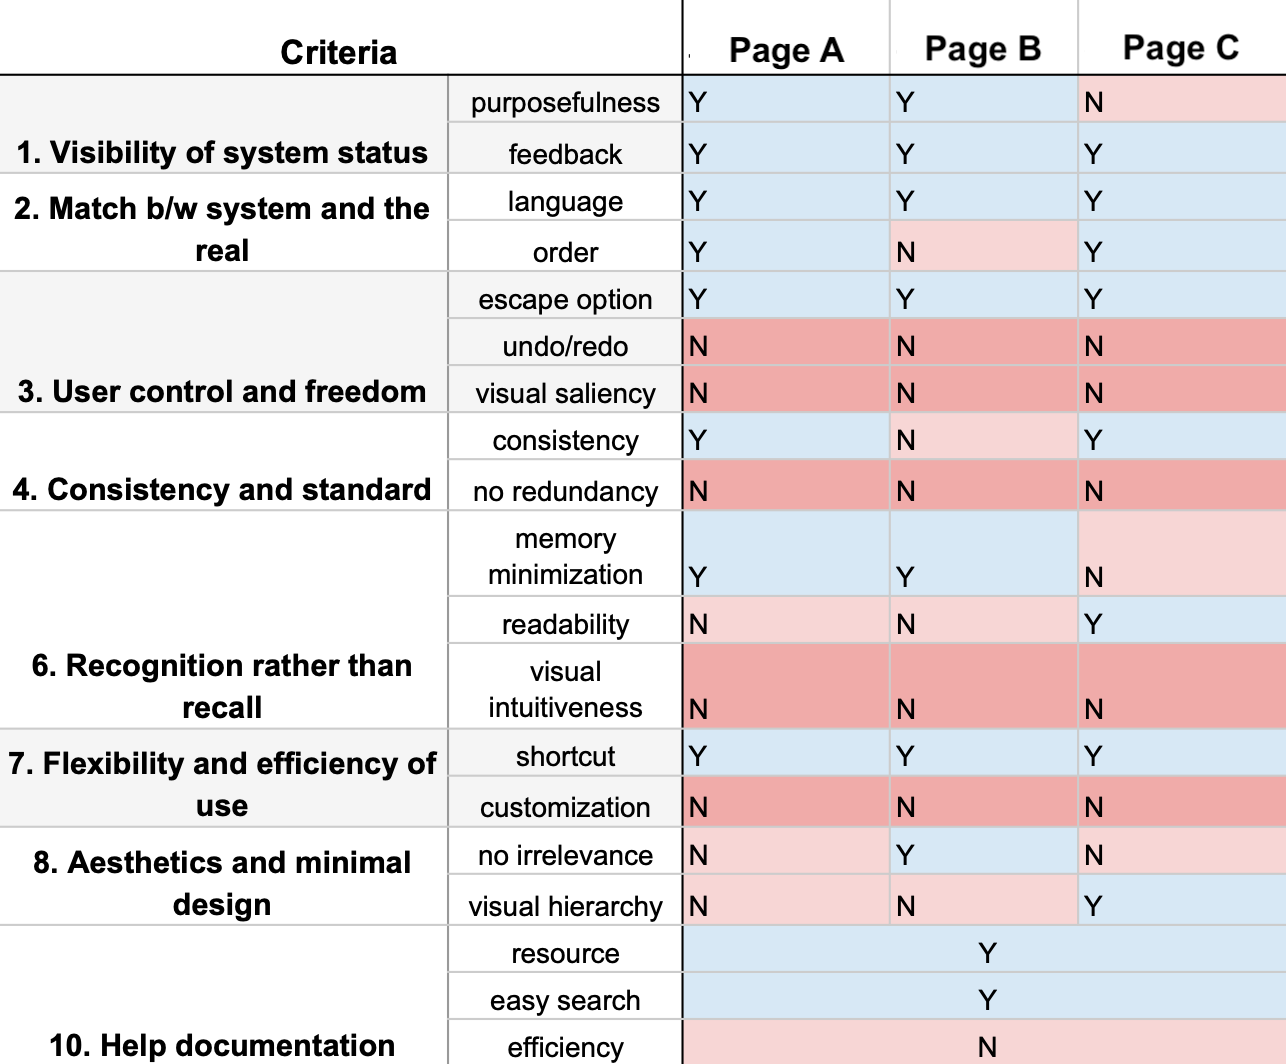 Criteria Page A Page B Page C
purposefulness Y Y N
1. Visibility of system status feedback Y Y Y
2. Match b/w system and the
real
language Y Y Y
order Y N Y
escape option Y Y Y
undo/redo N N N
3. User control and freedom visual saliency N N N
consistency Y N Y
4. Consistency and standard no redundancy N N N
memory
minimization Y Y N
readability N N Y
6. Recognition rather than
recall
visual
intuitiveness N N N
7. Flexibility and efficiency of
use
shortcut Y Y Y
customization N N N
8. Aesthetics and minimal
design
no irrelevance N Y N
visual hierarchy N N Y
resource Y
easy search Y
10. Help documentation efficiency N